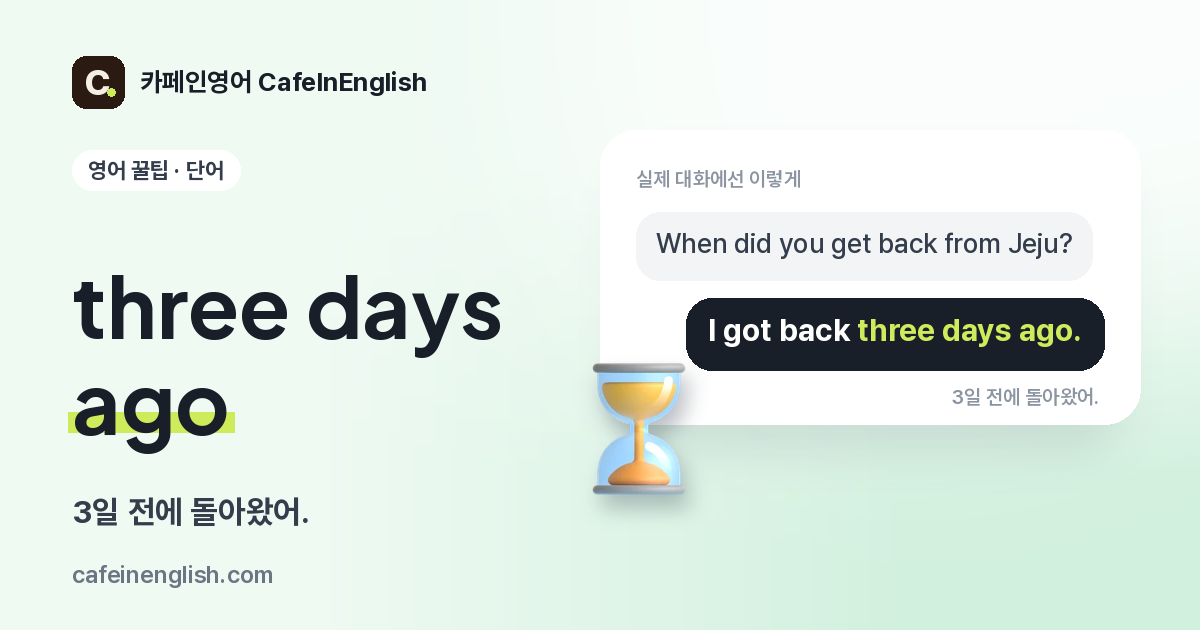 C
카페인영어 CafeInEnglish
영어 꿀팁 · 단어
three days
ago
3일 전에 돌아왔어.
cafeinenglish.com
실제 대화에선 이렇게
When did you get back from Jeju?
I got back three days ago.
3일 전에 돌아왔어.